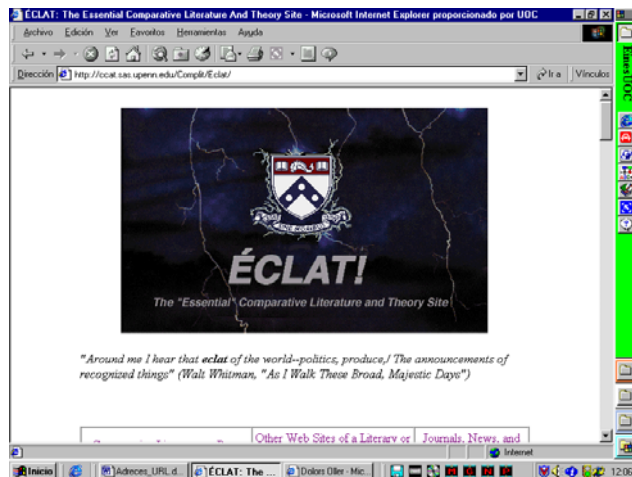 ÉCLAT: The Essential Comparative Literature And Theory Site - Microsoft Internet Explorer proporcionado por UOC
Archivo Edición Ver Favoritos Herramientas Ayuda
Dirección http://ccat.sas.upenn.edu/Complit/Eclat/ Ir a Vínculos
Eines UOC
ÉCLAT!
The "Essential" Comparative Literature and Theory Site
"Around me I hear that eclat of the world--politics, produce,/ The announcements of
recognized things" (Walt Whitman, "As I Walk These Broad, Majestic Days")
Other Web Sites of a Literary or Journals, News, and
Internet
Inicio Adreces_URL.d... ÉCLAT: The ... Dolors Oller - Mic... 12:06